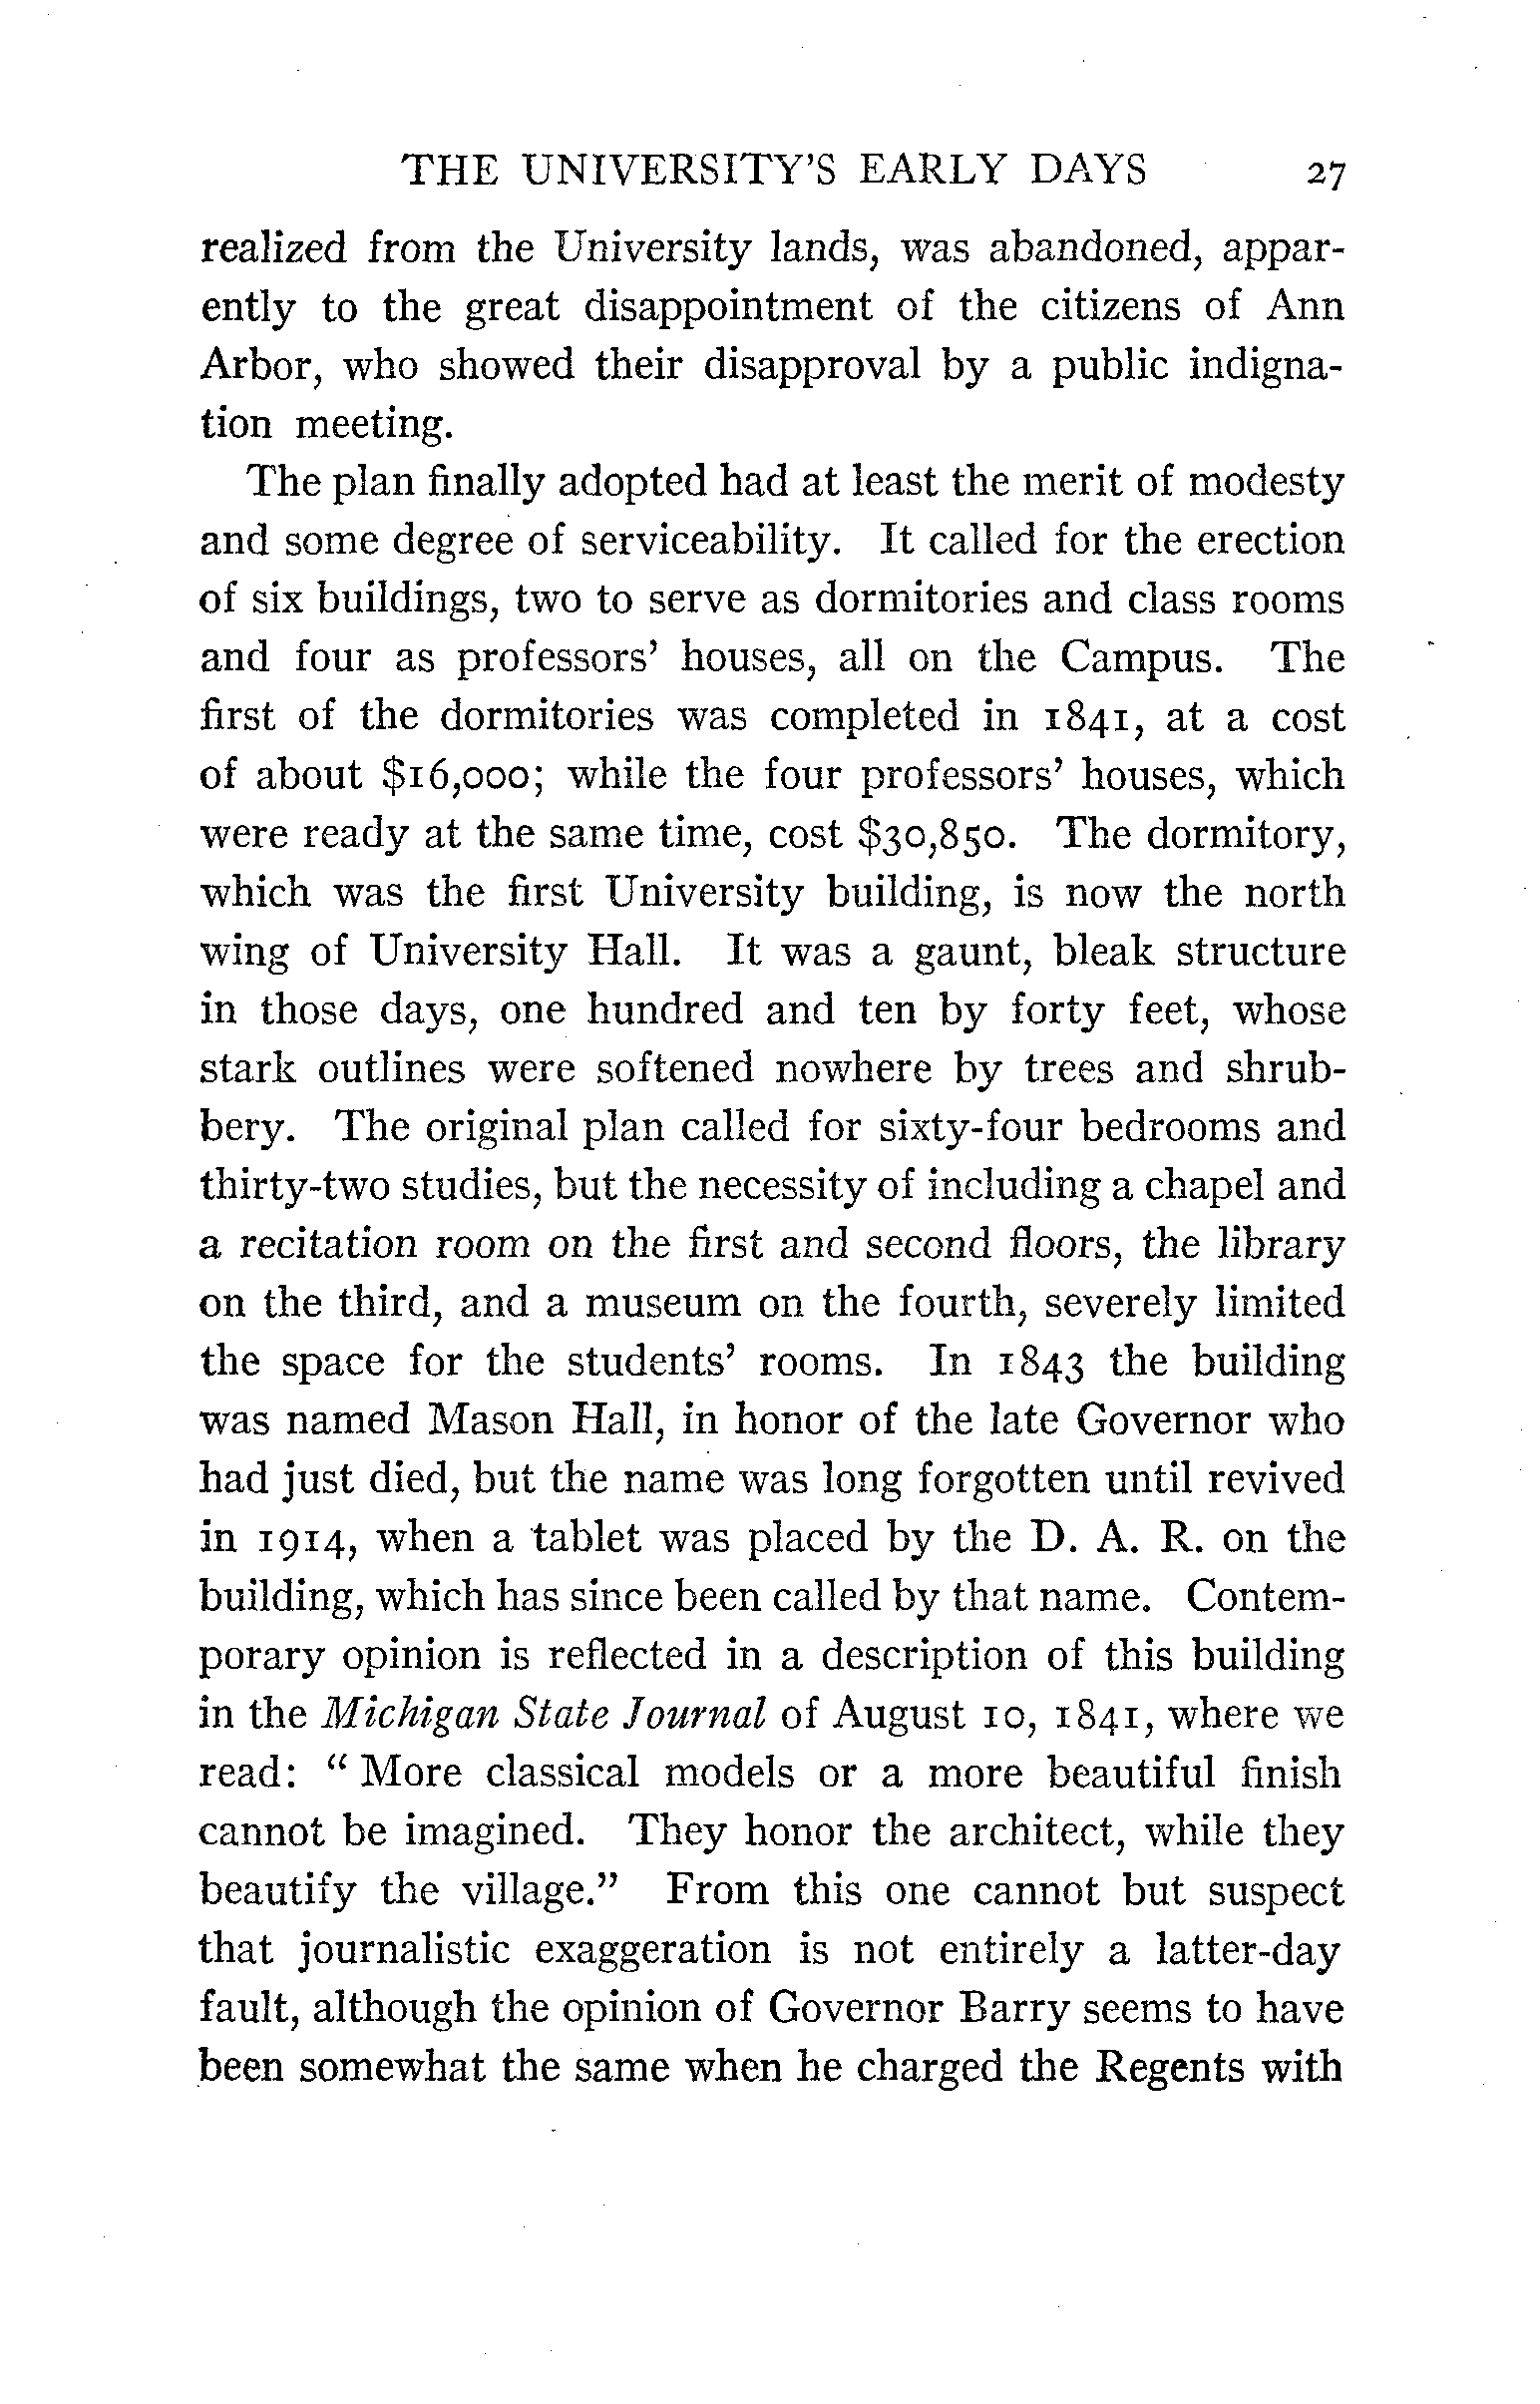 THE UNIVERSITY'S EARLY DAYS 27
realized from the University lands, was abandoned, appar-
ently to the great disappointment of the citizens of Ann
Arbor, who showed their disapproval by a public indigna-
tion meeting.
The plan finally adopted had at least the merit of modesty
and some degree of serviceability. It called for the erection
of six buildings, two to serve as dormitories and class rooms
and four as professors' houses, all on the Campus. The
first of the dormitories was completed in 1841, at a cost
of about $16,000; while the four professors' houses, which
were ready at the same time, cost $30,850. The dormitory,
which was the first University building, is now the north
wing of University Hall. It was a gaunt, bleak structure
in those days, one hundred and ten by forty feet, whose
stark outlines were softened nowhere by trees and shrub-
bery. The original plan called for sixty-four bedrooms and
thirty-two studies, but the necessity of including a chapel and
a recitation room on the first and second floors, the library
on the third, and a museum on the fourth, severely limited
the space for the students' rooms. In 1843 the building
was named Mason Hall, in honor of the late Governor who
had just died, but the name was long forgotten until revived
in 1914, when a tablet was placed by the D. A. R. on the
building, which has since been called by that name. Contem-
porary opinion is reflected in a description of this building
in the Michigan State Journal of August 10, 1841, where we
read: " More classical models or a more beautiful finish
cannot be imagined. They honor the architect, while they
beautify the village." From this one cannot but suspect
that journalistic exaggeration is not entirely a latter-day
fault, although the opinion of Governor Barry seems to have
been somewhat the same when he charged the Regents with